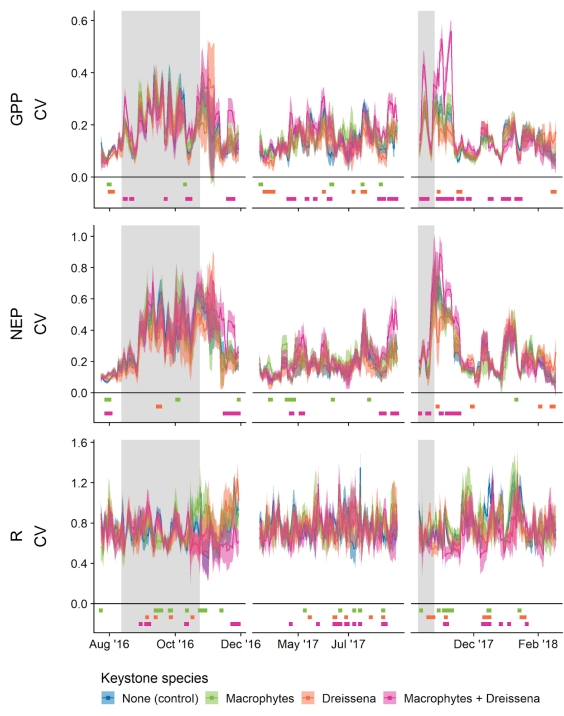 GPP
CV
0.6
0.4
0.2
0.0
NEP
CV
1.0
0.8
0.6
0.4
0.2
0.0
R
CV
1.6
1.2
0.8
0.4
0.0
Aug '16 Oct '16 Dec '16 May '17 Jul '17 Dec '17 Feb '18
Keystone species
None (control) Macrophytes Dreissena Macrophytes + Dreissena